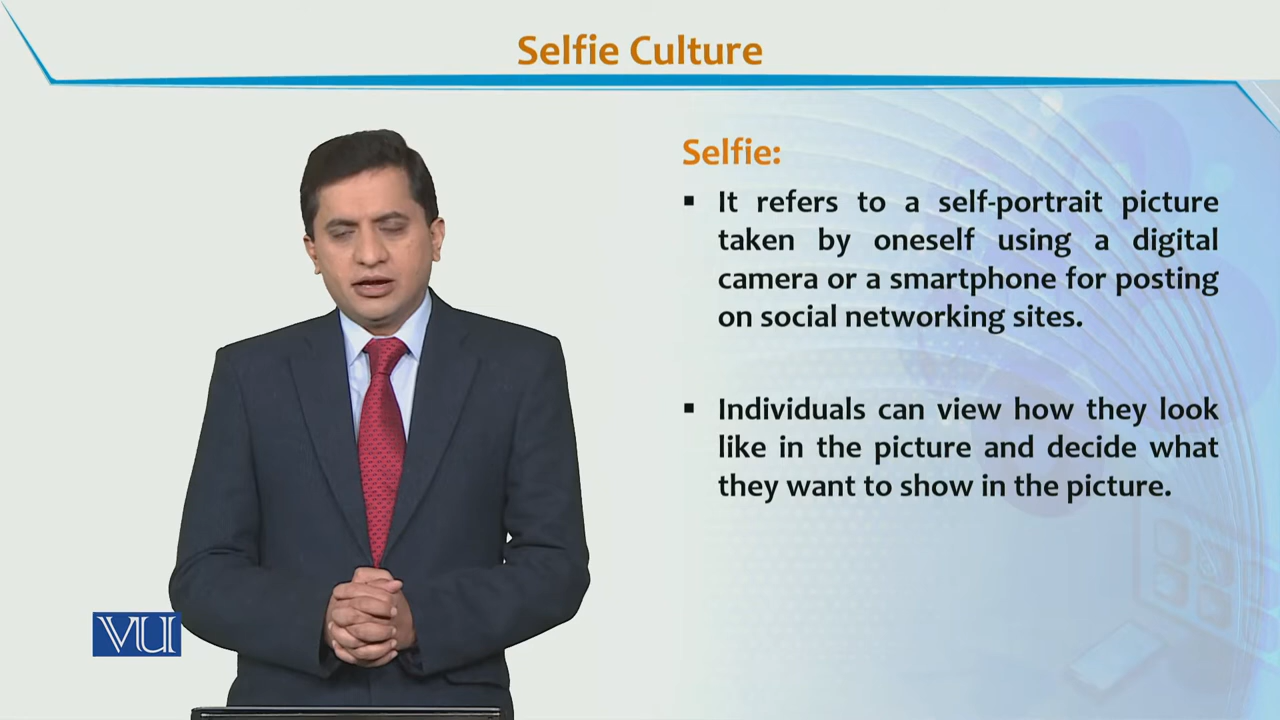 Selfie Culture
Selfie:
▪ It refers to a self-portrait picture
taken by oneself using a digital
camera or a smartphone for posting
on social networking sites.
▪ Individuals can view how they look
like in the picture and decide what
they want to show in the picture.
VU